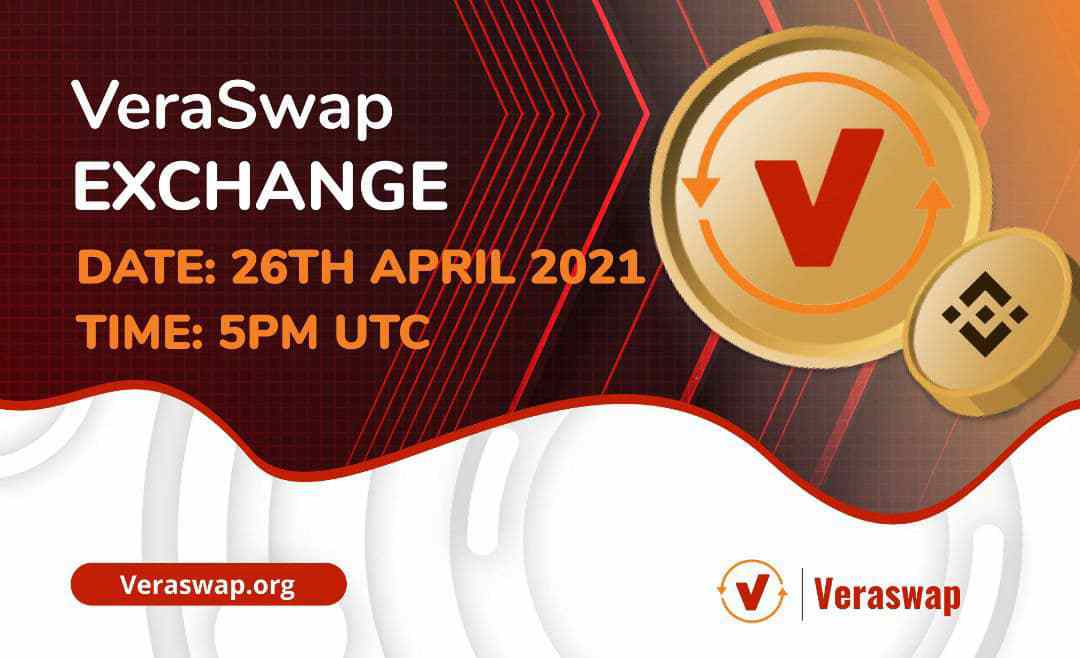 VeraSwap
EXCHANGE
DATE: 26TH APRIL 2021
TIME: 5PM UTC
Veraswap.org
Veraswap